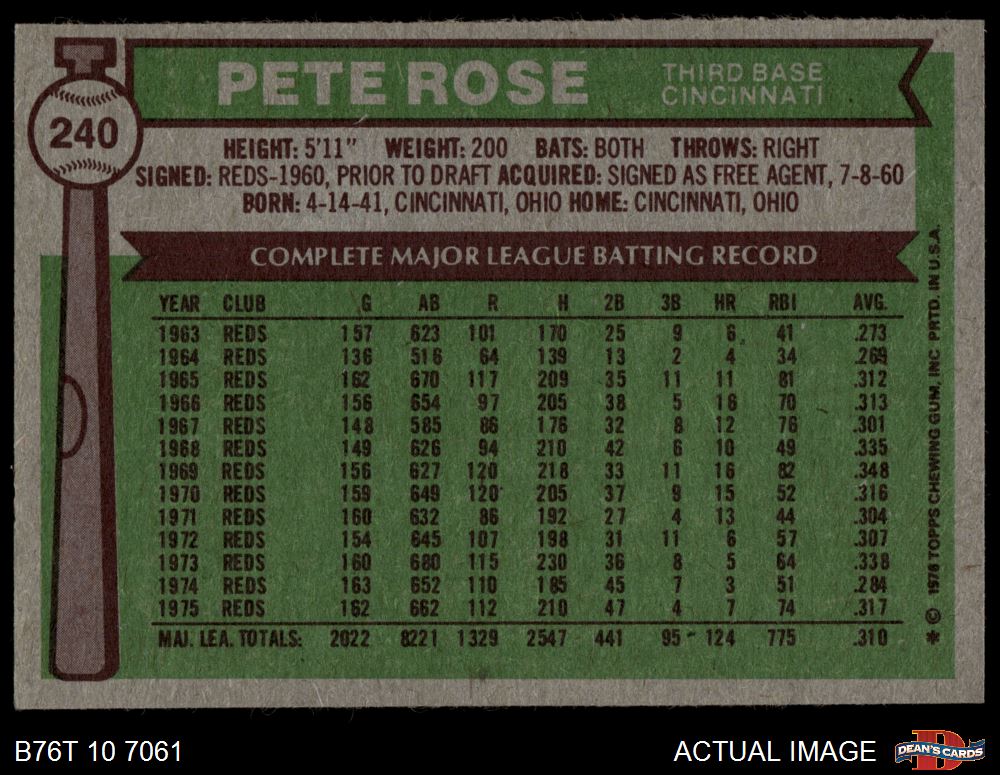 PETE ROSE THIRD BASE
CINCINNATI
240
HEIGHT: 5'11" WEIGHT: 200 BATS: BOTH THROWS: RIGHT
SIGNED: REDS-1960, PRIOR TO DRAFT ACQUIRED: SIGNED AS FREE AGENT, 7-8-60
BORN: 4-14-41, CINCINNATI, OHIO HOME: CINCINNATI, OHIO
COMPLETE MAJOR LEAGUE BATTING RECORD
YEAR CLUB G AB R H 2B 3B HR RBI AVG.
1963 REDS 157 623 101 170 25 9 6 41 .273
1964 REDS 136 516 64 139 13 2 4 34 .269
1965 REDS 162 670 117 209 35 11 11 81 .312
1966 REDS 156 654 97 205 38 5 16 70 .313
1967 REDS 148 585 86 176 32 8 12 76 .301
1968 REDS 149 626 94 210 42 6 10 49 .335
1969 REDS 156 627 120 218 33 11 16 82 .348
1970 REDS 159 649 120 205 37 9 15 52 .316
1971 REDS 160 632 86 192 27 4 13 44 .304
1972 REDS 154 645 107 198 31 11 6 57 .307
1973 REDS 160 680 115 230 36 8 5 64 .338
1974 REDS 163 652 110 185 45 7 3 51 .284
1975 REDS 162 662 112 210 47 4 7 74 .317
MAJ. LEA. TOTALS: 2022 8221 1329 2547 441 95 124 775 .310
* © 1976 TOPPS CHEWING GUM, INC PRTD. IN U.S.A.
B76T 10 7061 ACTUAL IMAGE
D
DEAN'S CARDS